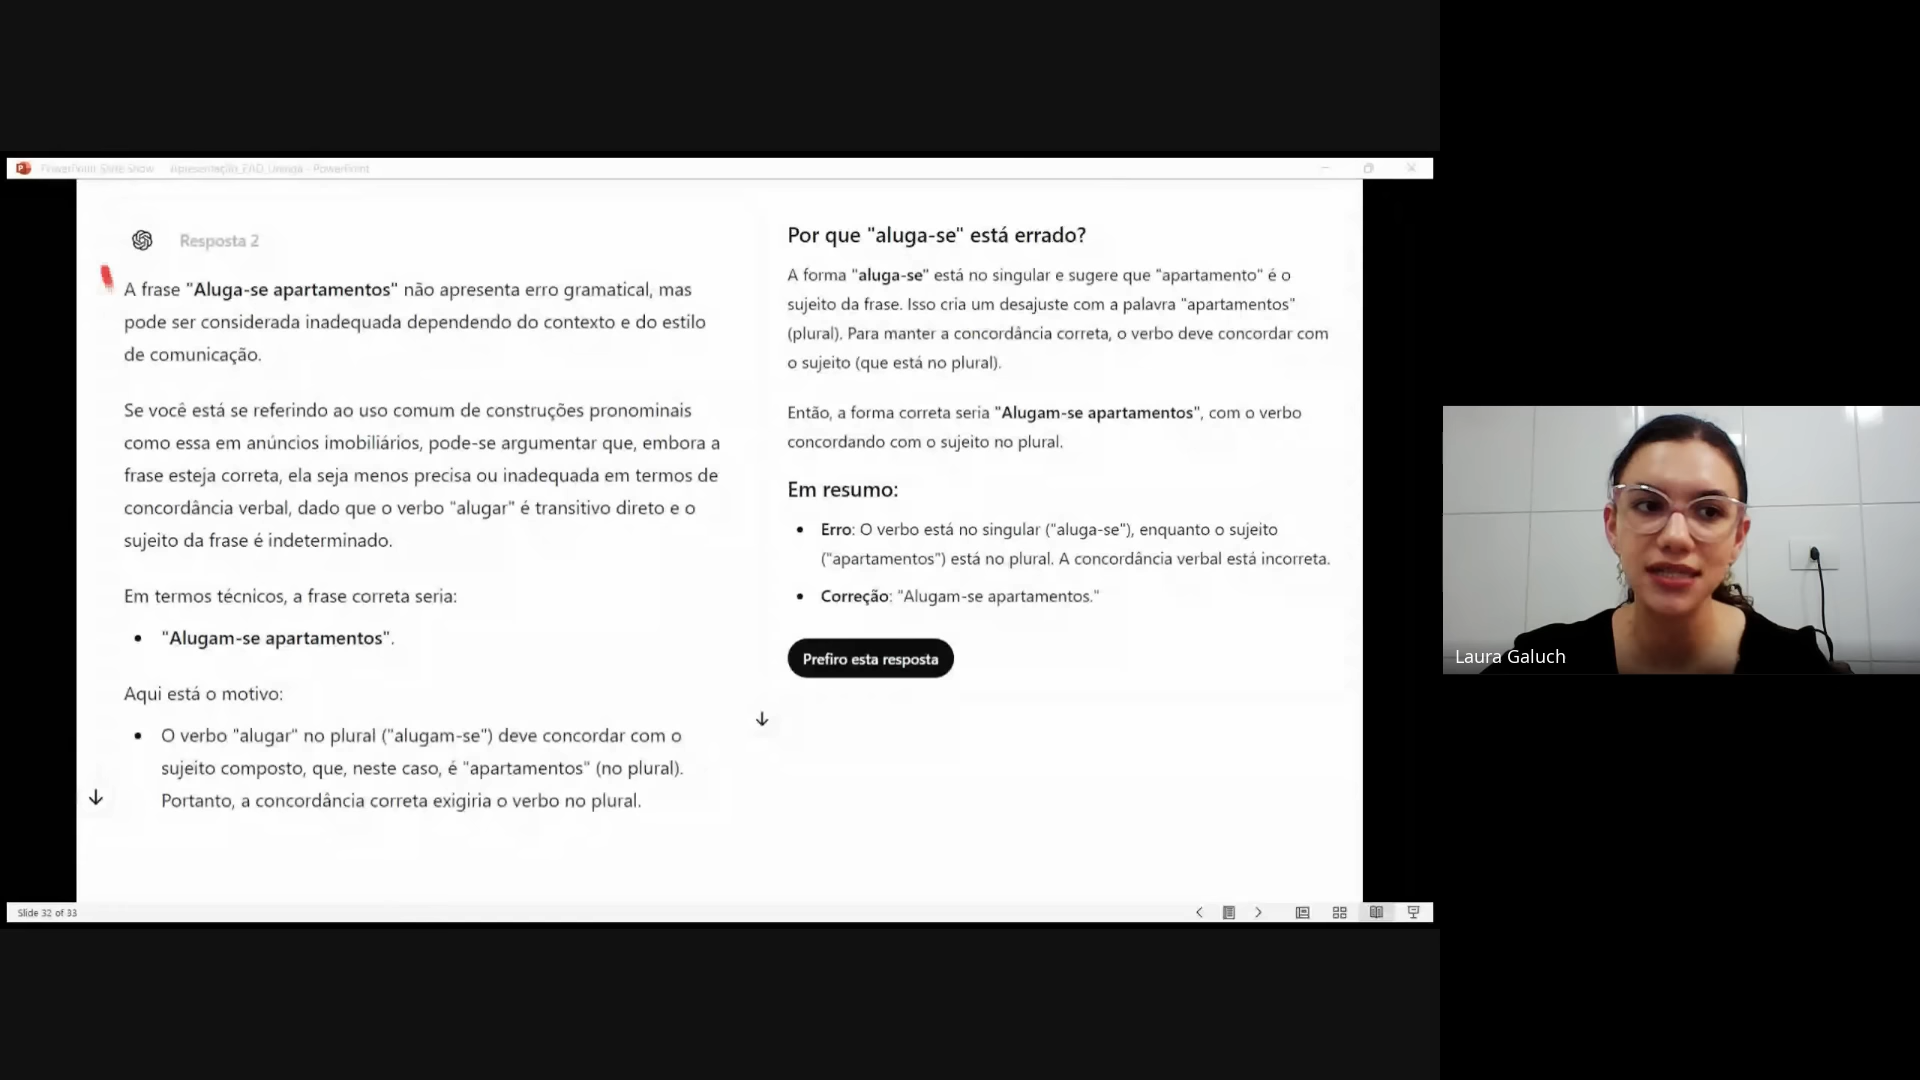 PowerPoint Slide Show - Apresentação_EAD_Uninga - PowerPoint
Resposta 2
A frase "Aluga-se apartamentos" não apresenta erro gramatical, mas
pode ser considerada inadequada dependendo do contexto e do estilo
de comunicação.
Se você está se referindo ao uso comum de construções pronominais
como essa em anúncios imobiliários, pode-se argumentar que, embora a
frase esteja correta, ela seja menos precisa ou inadequada em termos de
concordância verbal, dado que o verbo "alugar" é transitivo direto e o
sujeito da frase é indeterminado.
Em termos técnicos, a frase correta seria:
• "Alugam-se apartamentos".
Aqui está o motivo:
• O verbo "alugar" no plural ("alugam-se") deve concordar com o
sujeito composto, que, neste caso, é "apartamentos" (no plural).
Portanto, a concordância correta exigiria o verbo no plural.
Por que "aluga-se" está errado?
A forma "aluga-se" está no singular e sugere que "apartamento" é o
sujeito da frase. Isso cria um desajuste com a palavra "apartamentos"
(plural). Para manter a concordância correta, o verbo deve concordar com
o sujeito (que está no plural).
Então, a forma correta seria "Alugam-se apartamentos", com o verbo
concordando com o sujeito no plural.
Em resumo:
• Erro: O verbo está no singular ("aluga-se"), enquanto o sujeito
("apartamentos") está no plural. A concordância verbal está incorreta.
• Correção: "Alugam-se apartamentos."
Prefiro esta resposta
Slide 32 of 33
Laura Galuch